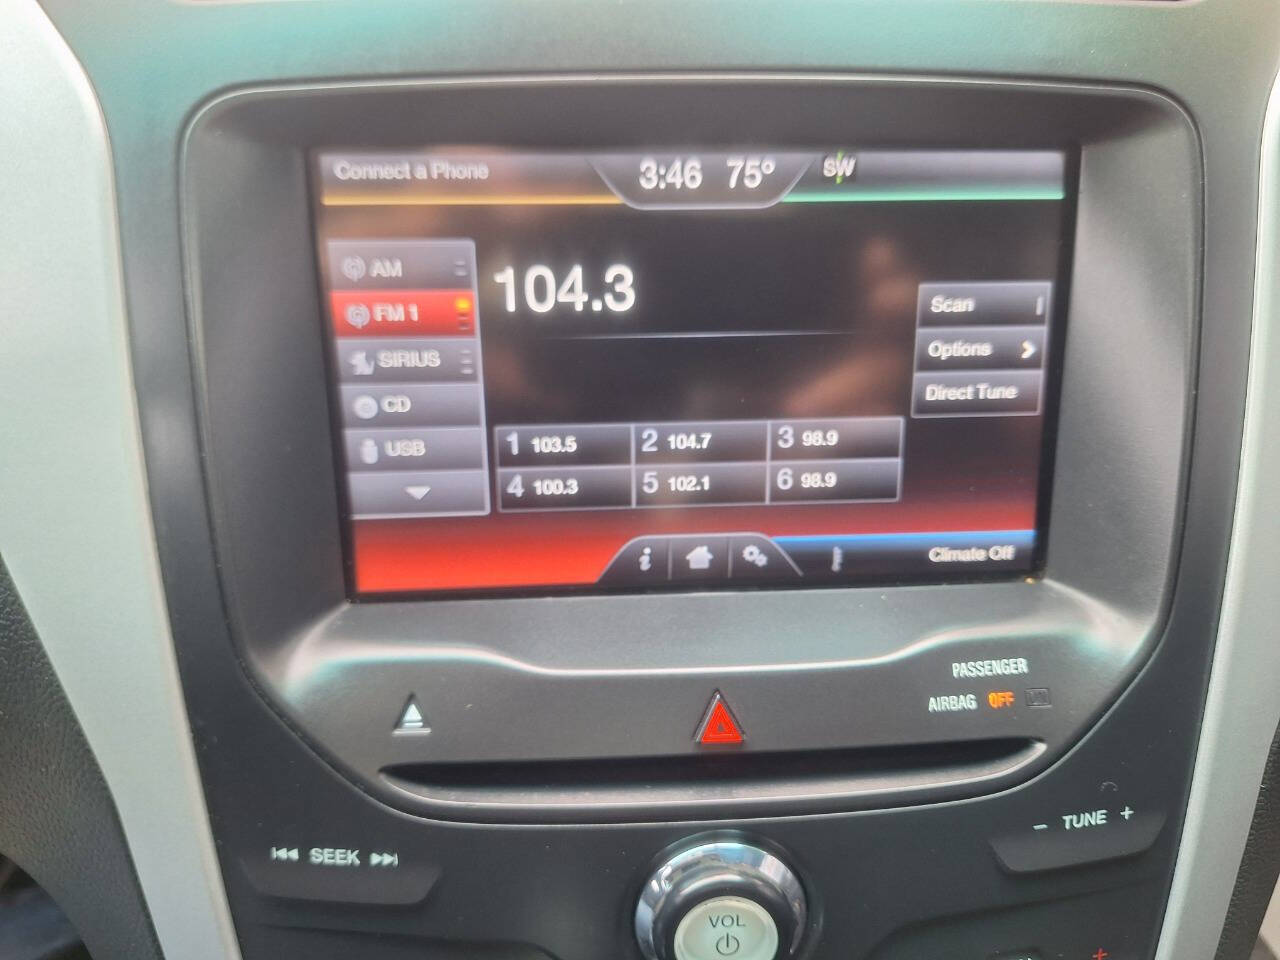 Connect a Phone 3:46 75° SW
AM
FM 1
SIRIUS
CD
USB
104.3
Scan
Options
Direct Tune
1 103.5 2 104.7 3 98.9
4 100.3 5 102.1 6 98.9
i
Climate Off
PASSENGER
AIRBAG OFF
SEEK
- TUNE +
VOL
+